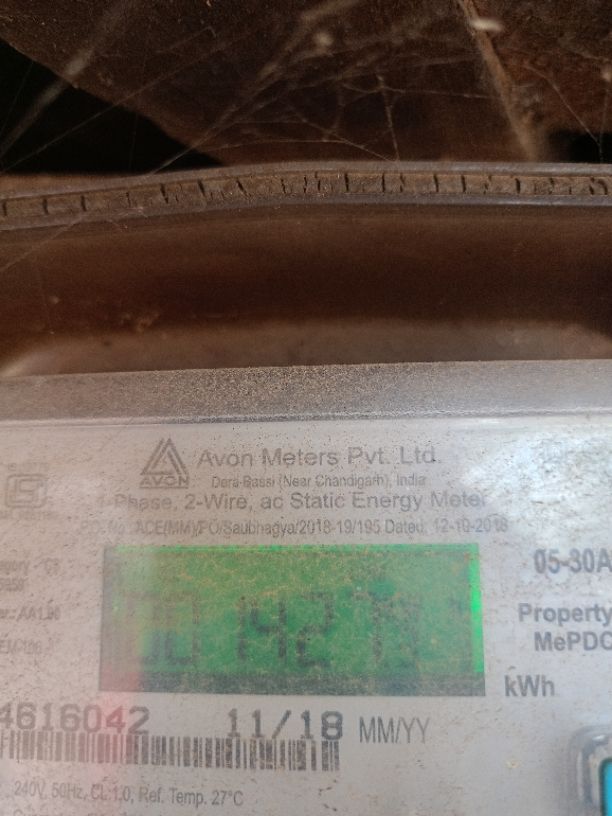 Avon Meters Pvt. Ltd.
AVON
Dera-Bassi (Near Chandigarh), India
1-Phase, 2-Wire, ac Static Energy Meter
P.O. No.: ACE(MM)/PO/Saubhagya/2018-19/195 Dated: 12-10-2018
05-30A
Property
MePDC
kWh
4616042 11/18 MM/YY
240V, 50Hz, CL:1.0, Ref. Temp. 27°C